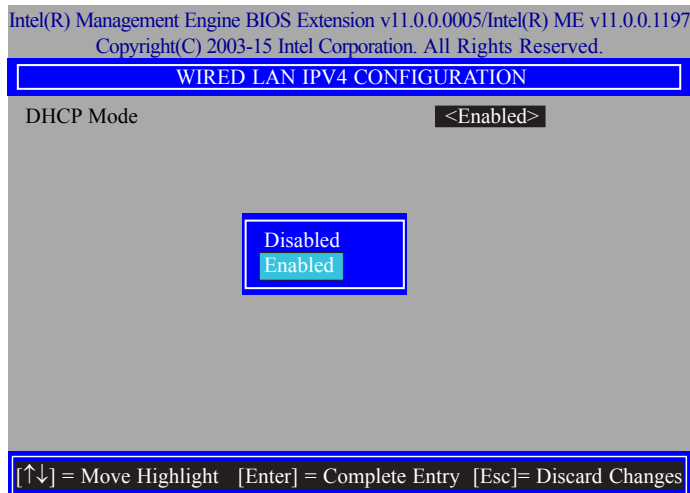 Intel(R) Management Engine BIOS Extension v11.0.0.0005/Intel(R) ME v11.0.0.1197
Copyright(C) 2003-15 Intel Corporation. All Rights Reserved.
WIRED LAN IPV4 CONFIGURATION
DHCP Mode <Enabled>
Disabled
Enabled
[↑↓] = Move Highlight [Enter] = Complete Entry [Esc]= Discard Changes